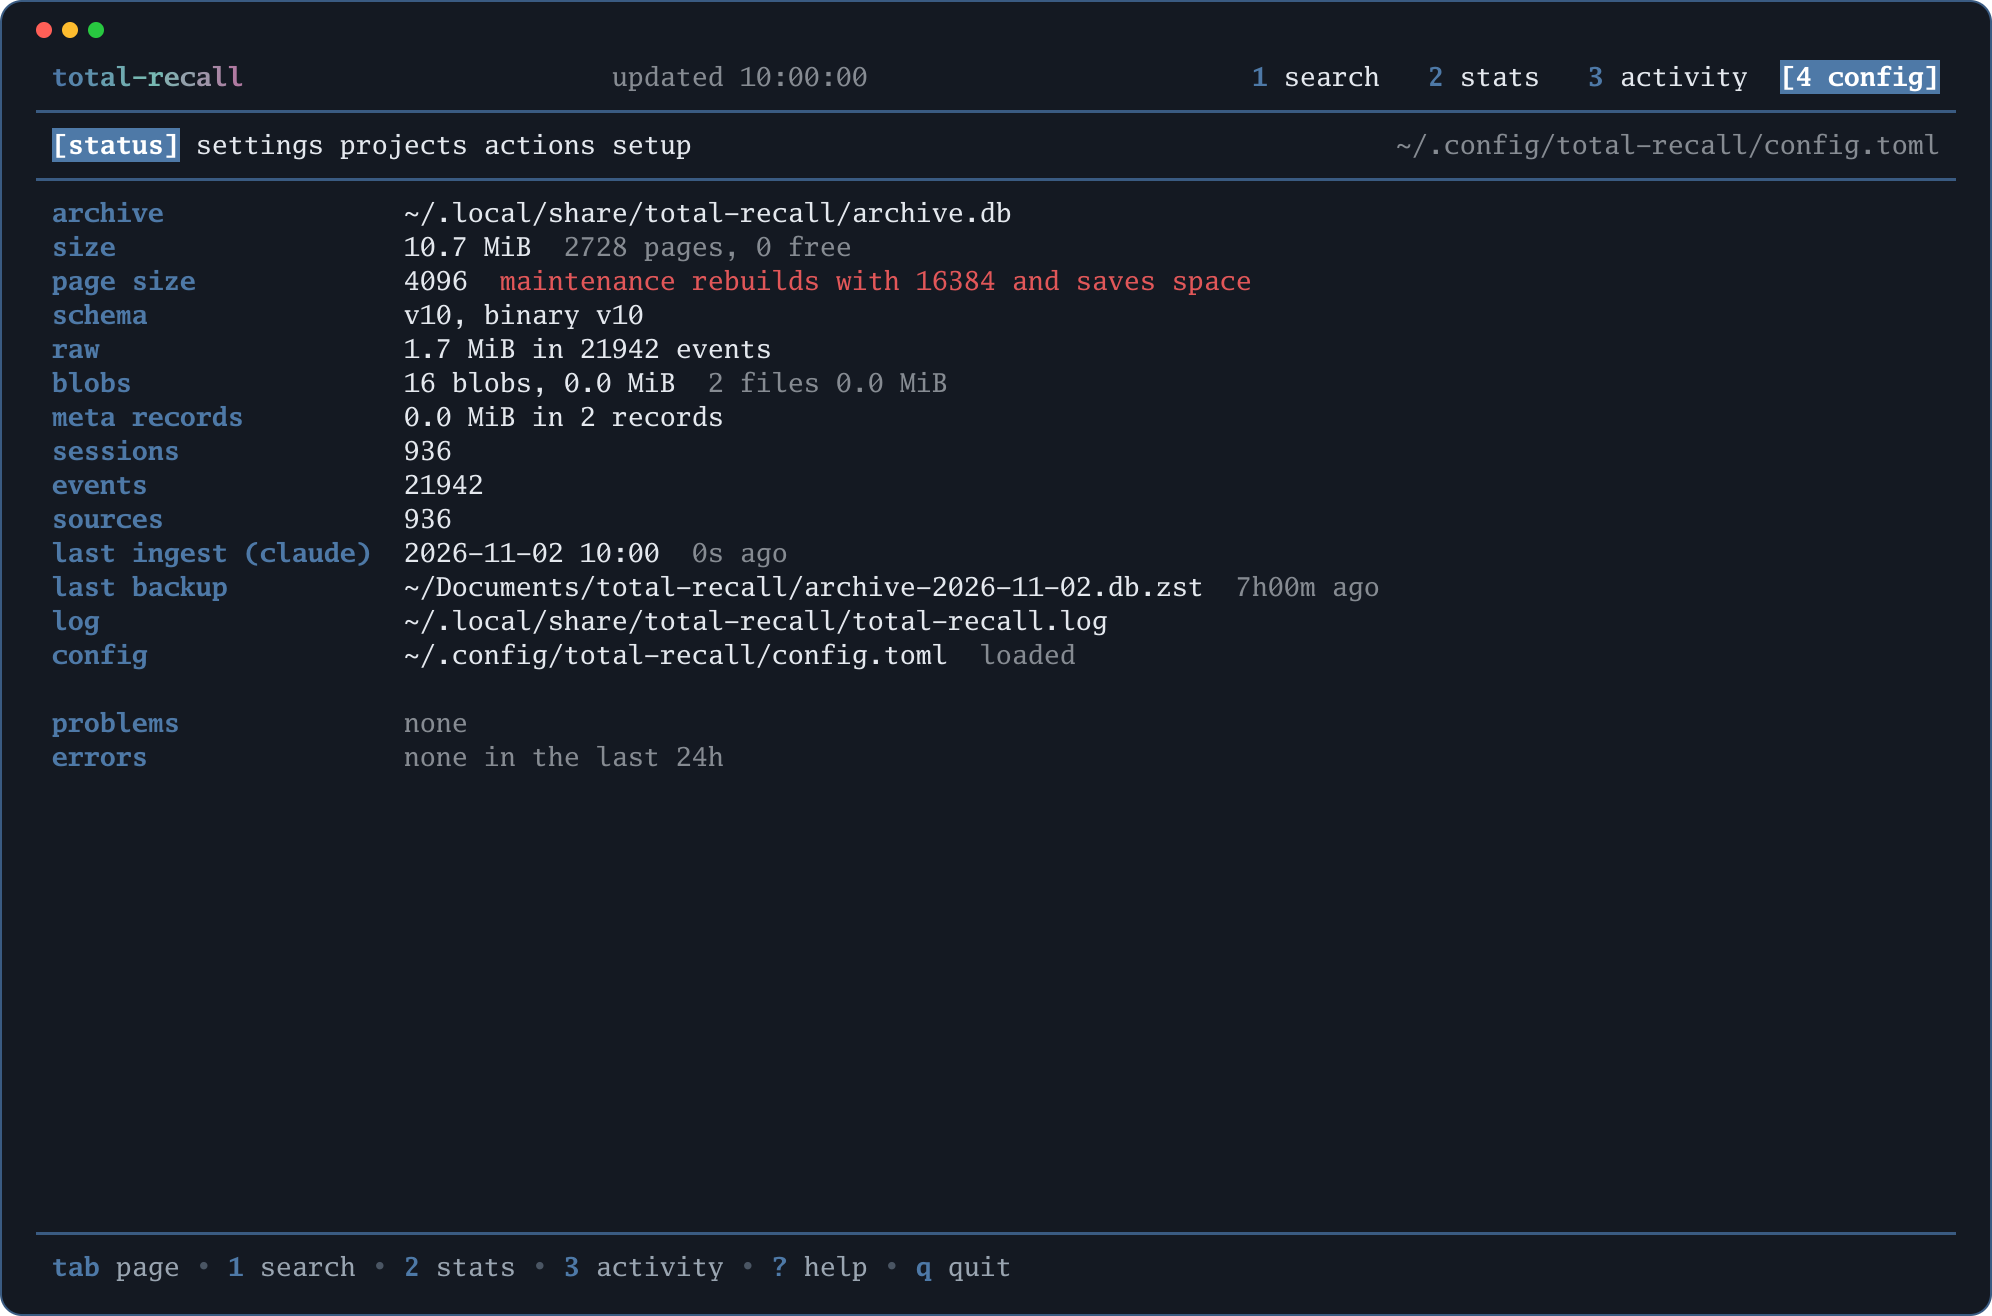 total-recall updated 10:00:00 1 search 2 stats 3 activity [4 config]
[status] settings projects actions setup ~/.config/total-recall/config.toml
archive ~/.local/share/total-recall/archive.db
size 10.7 MiB 2728 pages, 0 free
page size 4096 maintenance rebuilds with 16384 and saves space
schema v10, binary v10
raw 1.7 MiB in 21942 events
blobs 16 blobs, 0.0 MiB 2 files 0.0 MiB
meta records 0.0 MiB in 2 records
sessions 936
events 21942
sources 936
last ingest (claude) 2026-11-02 10:00 0s ago
last backup ~/Documents/total-recall/archive-2026-11-02.db.zst 7h00m ago
log ~/.local/share/total-recall/total-recall.log
config ~/.config/total-recall/config.toml loaded
problems none
errors none in the last 24h
tab page • 1 search • 2 stats • 3 activity • ? help • q quit